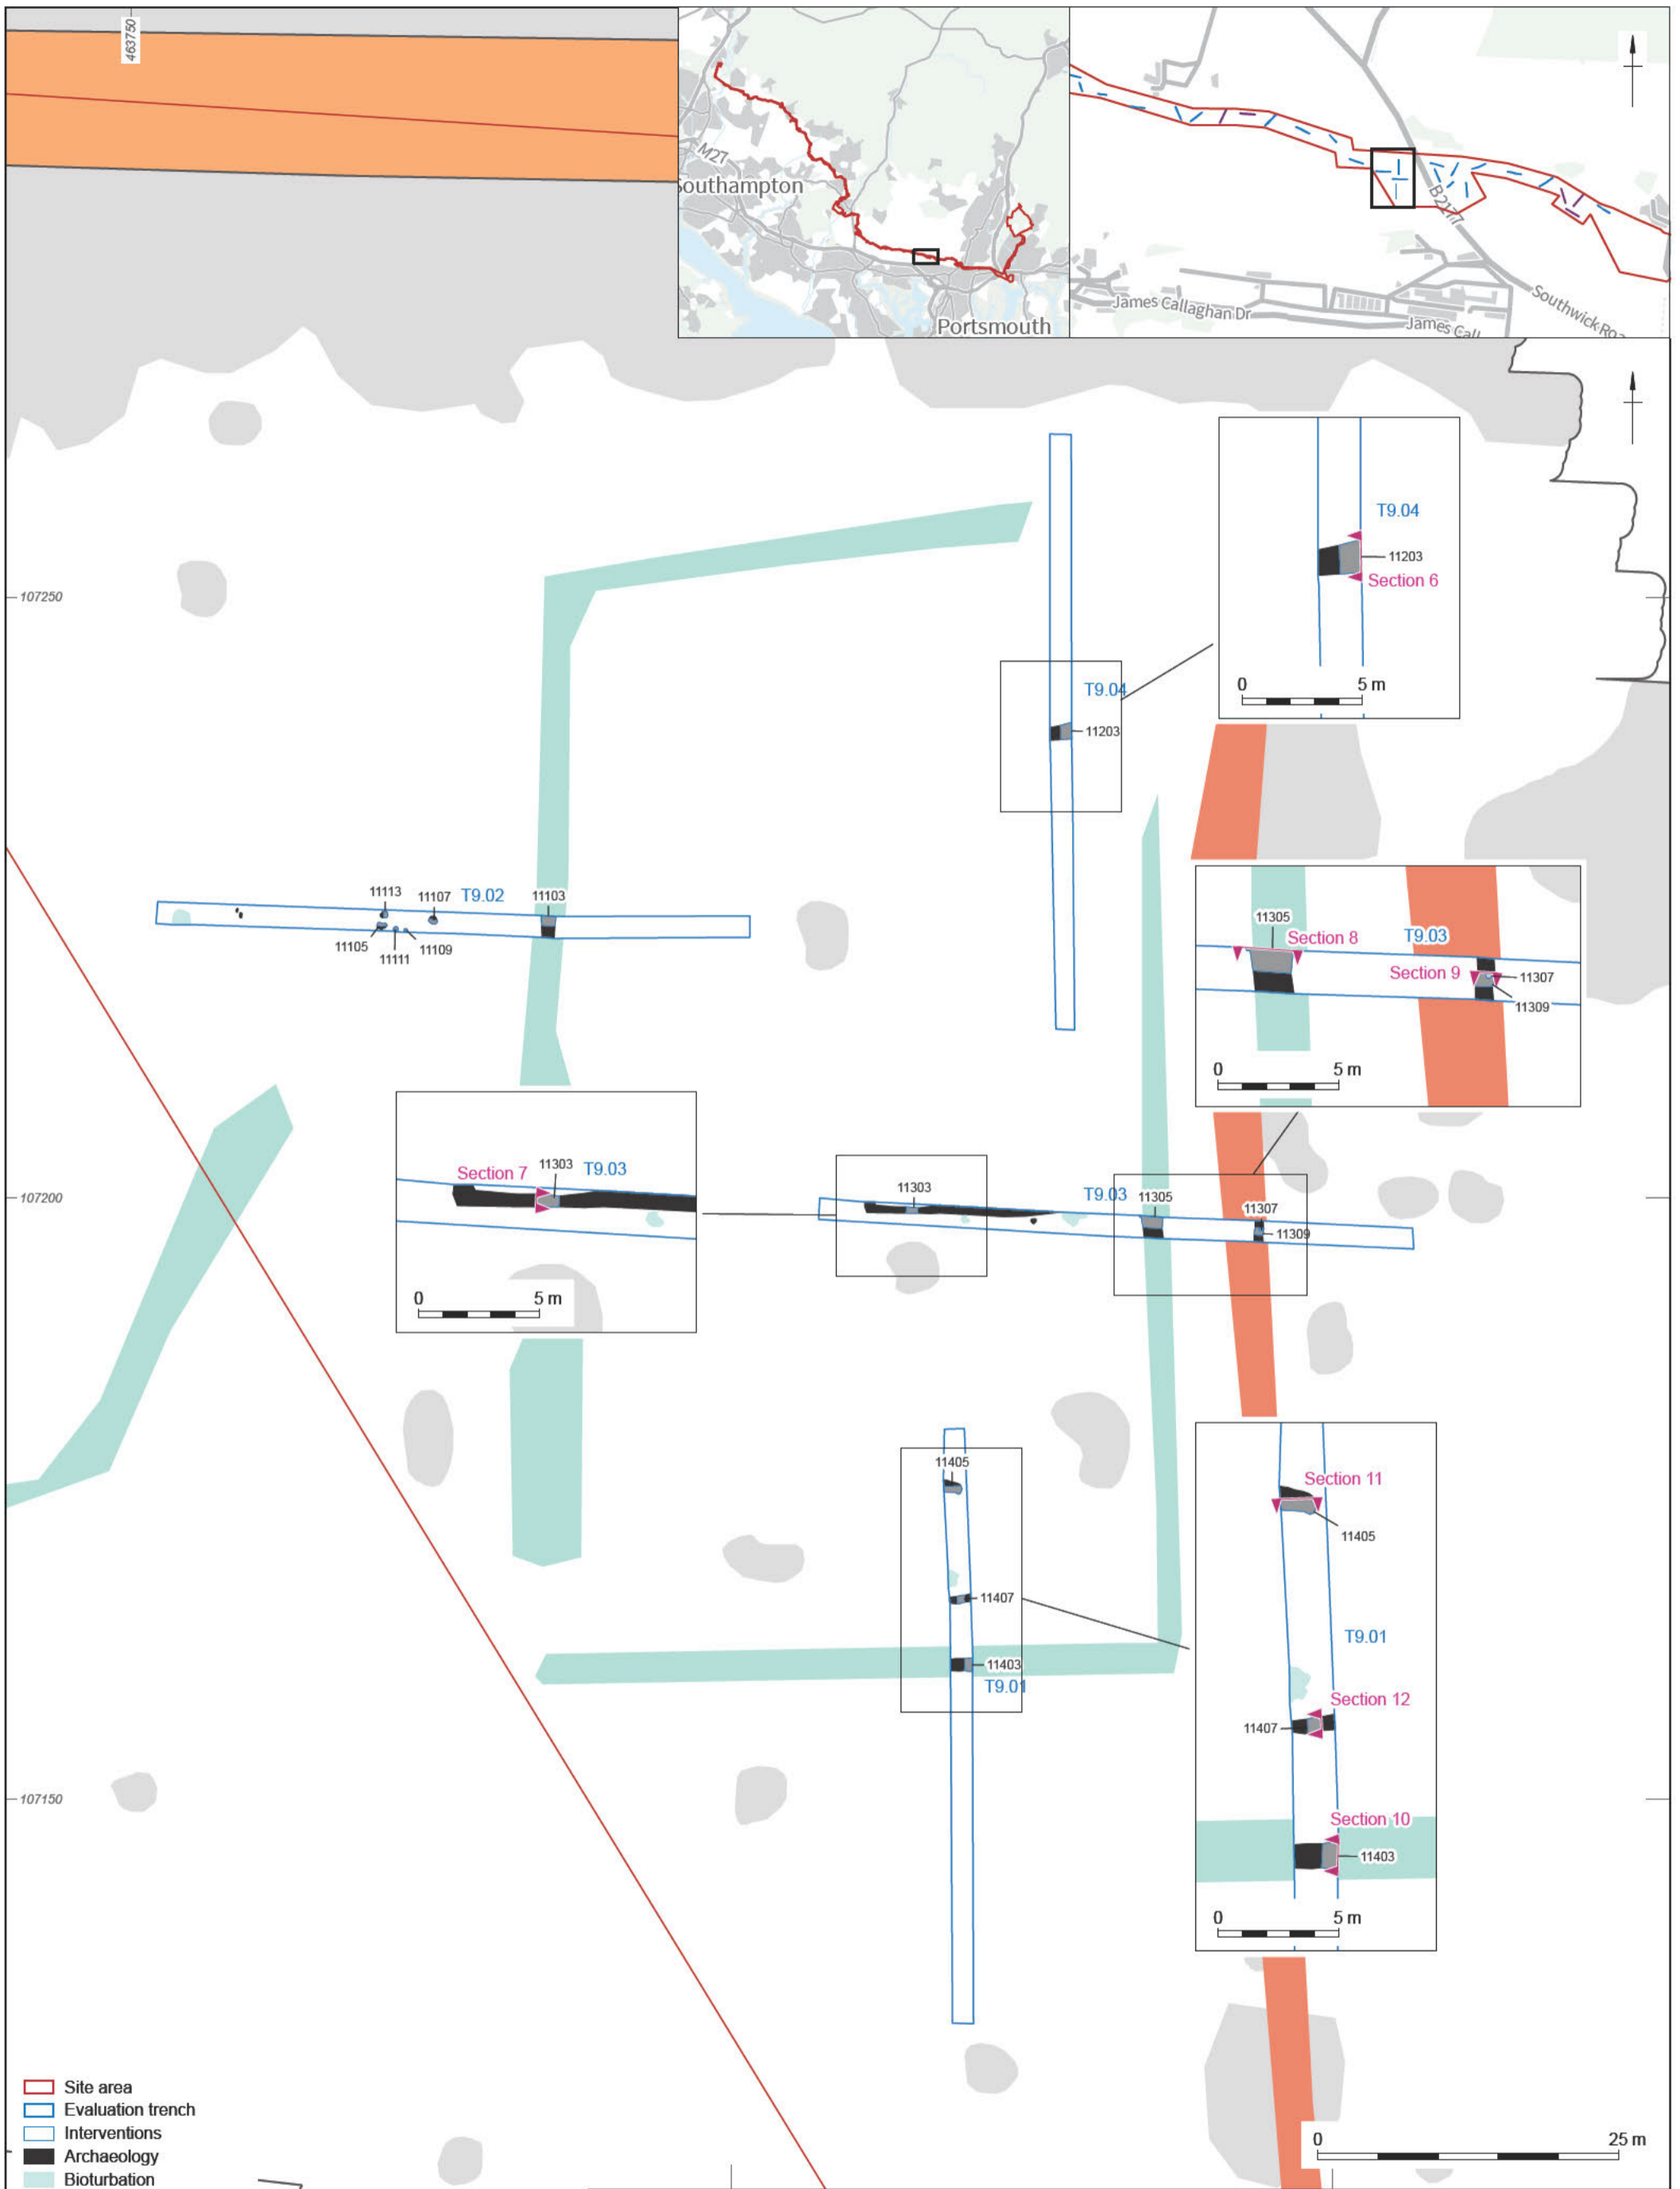 463750
M27
Southampton
Portsmouth
B2177
James Callaghan Dr
James Call
Southwick Roa
T9.04
11203
Section 6
0 5 m
107250
T9.04
11203
11113
11107
T9.02
11103
11105
11111
11109
11305
Section 8
T9.03
Section 9
11307
11309
0 5 m
Section 7
11303
T9.03
0 5 m
107200
11303
T9.03
11305
11307
11309
11405
11407
11403
T9.01
Section 11
11405
T9.01
Section 12
11407
Section 10
11403
0 5 m
107150
Site area
Evaluation trench
Interventions
Archaeology
Bioturbation
0 25 m